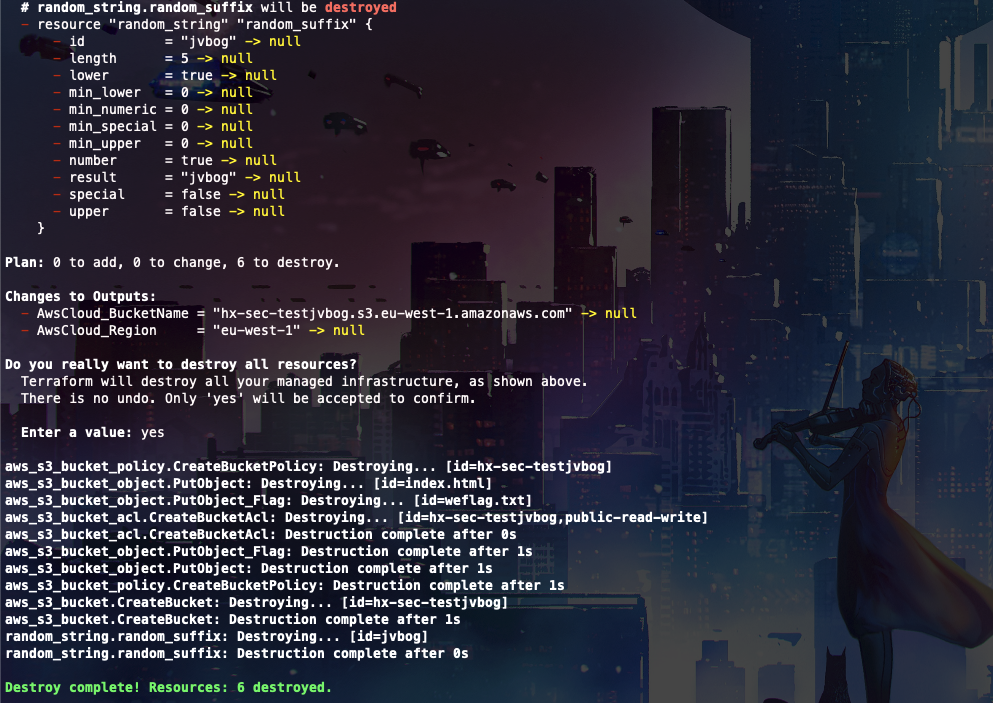 # random_string.random_suffix will be destroyed
- resource "random_string" "random_suffix" {
- id = "jvbog" -> null
- length = 5 -> null
- lower = true -> null
- min_lower = 0 -> null
- min_numeric = 0 -> null
- min_special = 0 -> null
- min_upper = 0 -> null
- number = true -> null
- result = "jvbog" -> null
- special = false -> null
- upper = false -> null
}
Plan: 0 to add, 0 to change, 6 to destroy.
Changes to Outputs:
- AwsCloud_BucketName = "hx-sec-testjvbog.s3.eu-west-1.amazonaws.com" -> null
- AwsCloud_Region = "eu-west-1" -> null
Do you really want to destroy all resources?
Terraform will destroy all your managed infrastructure, as shown above.
There is no undo. Only 'yes' will be accepted to confirm.
Enter a value: yes
aws_s3_bucket_policy.CreateBucketPolicy: Destroying... [id=hx-sec-testjvbog]
aws_s3_bucket_object.PutObject: Destroying... [id=index.html]
aws_s3_bucket_object.PutObject_Flag: Destroying... [id=weflag.txt]
aws_s3_bucket_acl.CreateBucketAcl: Destroying... [id=hx-sec-testjvbog,public-read-write]
aws_s3_bucket_acl.CreateBucketAcl: Destruction complete after 0s
aws_s3_bucket_object.PutObject_Flag: Destruction complete after 1s
aws_s3_bucket_object.PutObject: Destruction complete after 1s
aws_s3_bucket_policy.CreateBucketPolicy: Destruction complete after 1s
aws_s3_bucket.CreateBucket: Destroying... [id=hx-sec-testjvbog]
aws_s3_bucket.CreateBucket: Destruction complete after 1s
random_string.random_suffix: Destroying... [id=jvbog]
random_string.random_suffix: Destruction complete after 0s
Destroy complete! Resources: 6 destroyed.